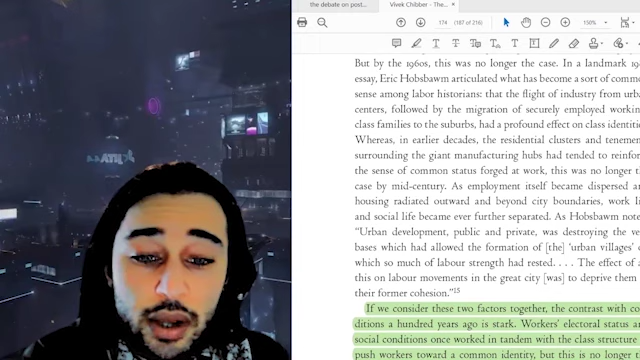 the debate on post...
Vivek Chibber - The...
174
(187 of 216)
150%
But by the 1960s, this was no longer the case. In a landmark
essay, Eric Hobsbawm articulated what has become a sort of
sense among labor historians: that the flight of industry from
centers, followed by the migration of securely employed
class families to the suburbs, had a profound effect on class
Whereas, in earlier decades, the residential clusters and
surrounding the giant manufacturing hubs had tended to
the sense of common status forged at work, this was no longer
case by mid-century. As employment itself became dispersed
housing radiated outward and beyond city boundaries, work
and social life became ever further separated. As Hobsbawm
“Urban development, public and private, was destroying the
bases which had allowed the formation of [the] ‘urban villages’
which so much of labour strength had rested. . . . The effect of
this on labour movements in the great city [was] to deprive them
their former cohesion.”15
If we consider these two factors together, the contrast with
ditions a hundred years ago is stark. Workers’ electoral status
social conditions once worked in tandem with the class
push workers toward a common identity, but this is no longer